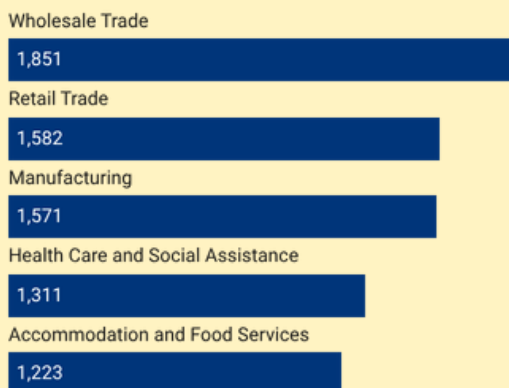 Wholesale Trade
1,851
Retail Trade
1,582
Manufacturing
1,571
Health Care and Social Assistance
1,311
Accommodation and Food Services
1,223